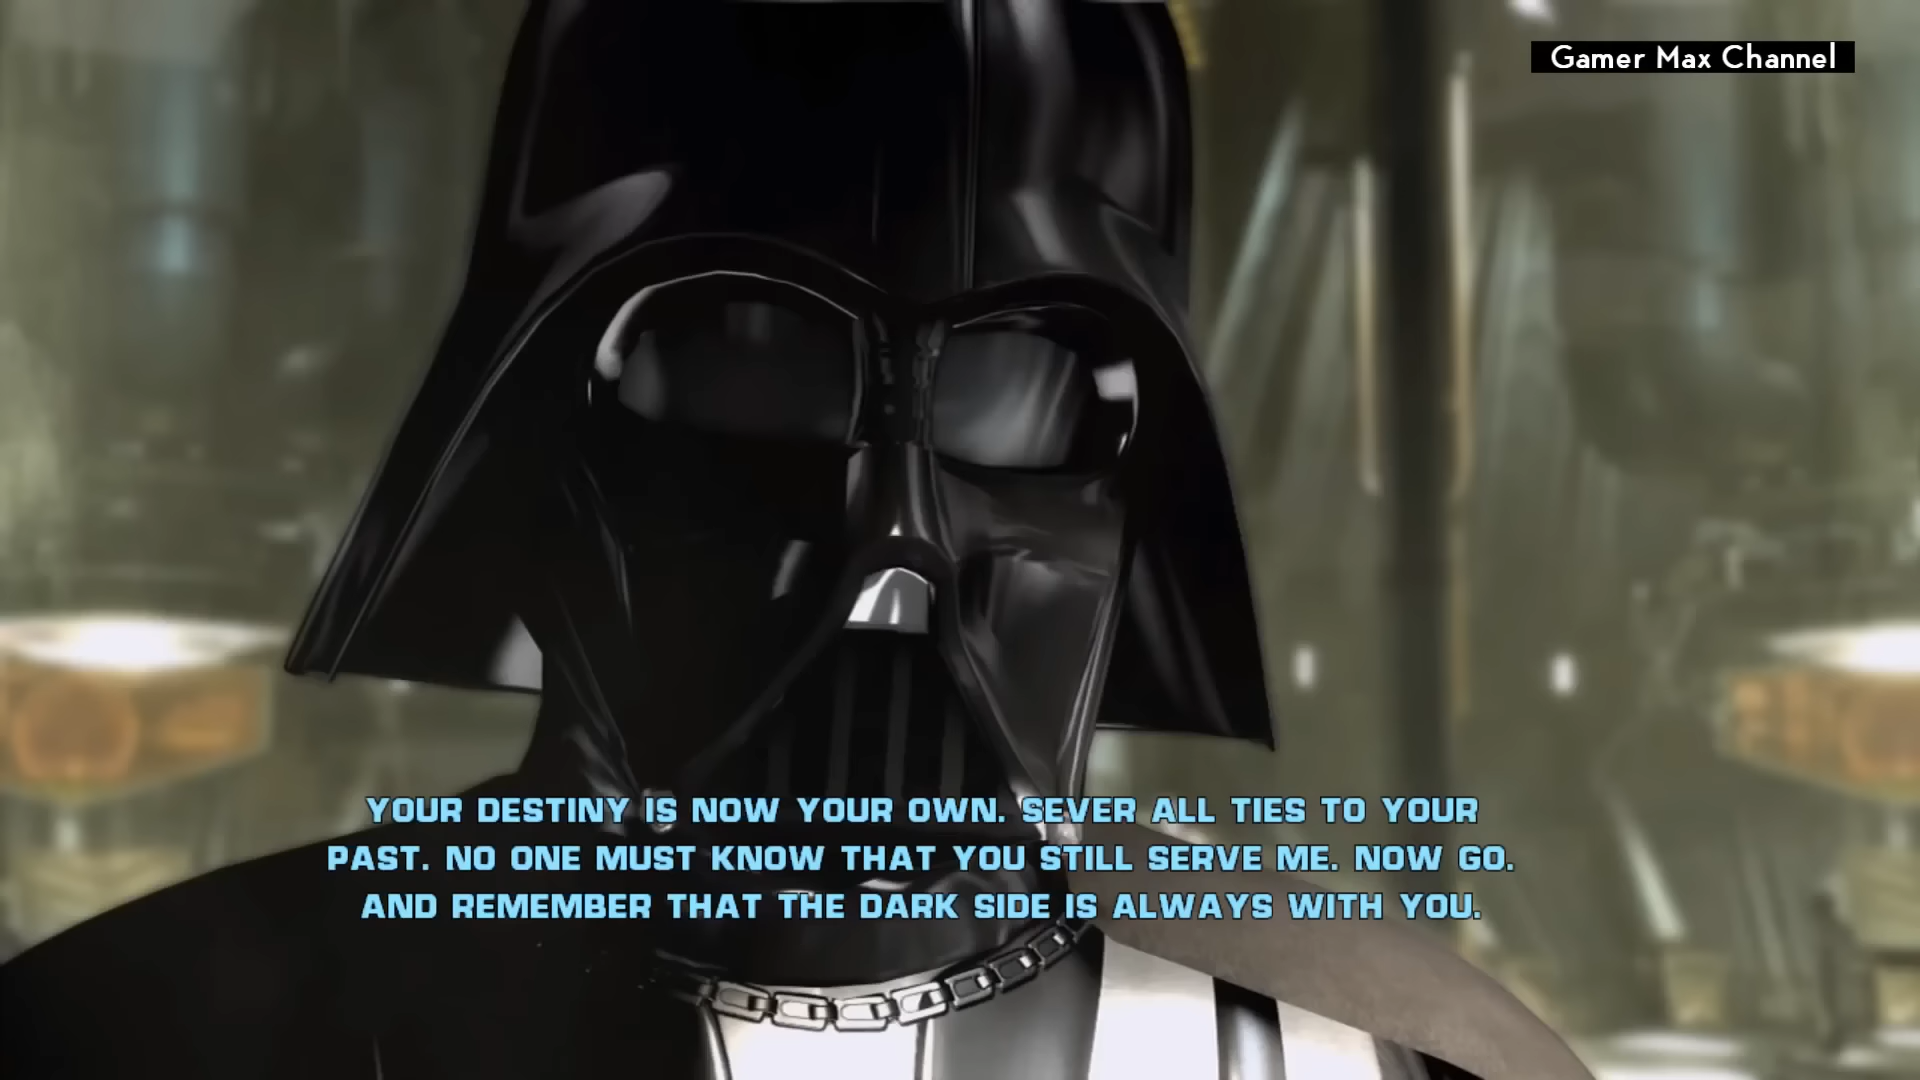 Gamer Max Channel
YOUR DESTINY IS NOW YOUR OWN. SEVER ALL TIES TO YOUR
PAST. NO ONE MUST KNOW THAT YOU STILL SERVE ME. NOW GO.
AND REMEMBER THAT THE DARK SIDE IS ALWAYS WITH YOU.